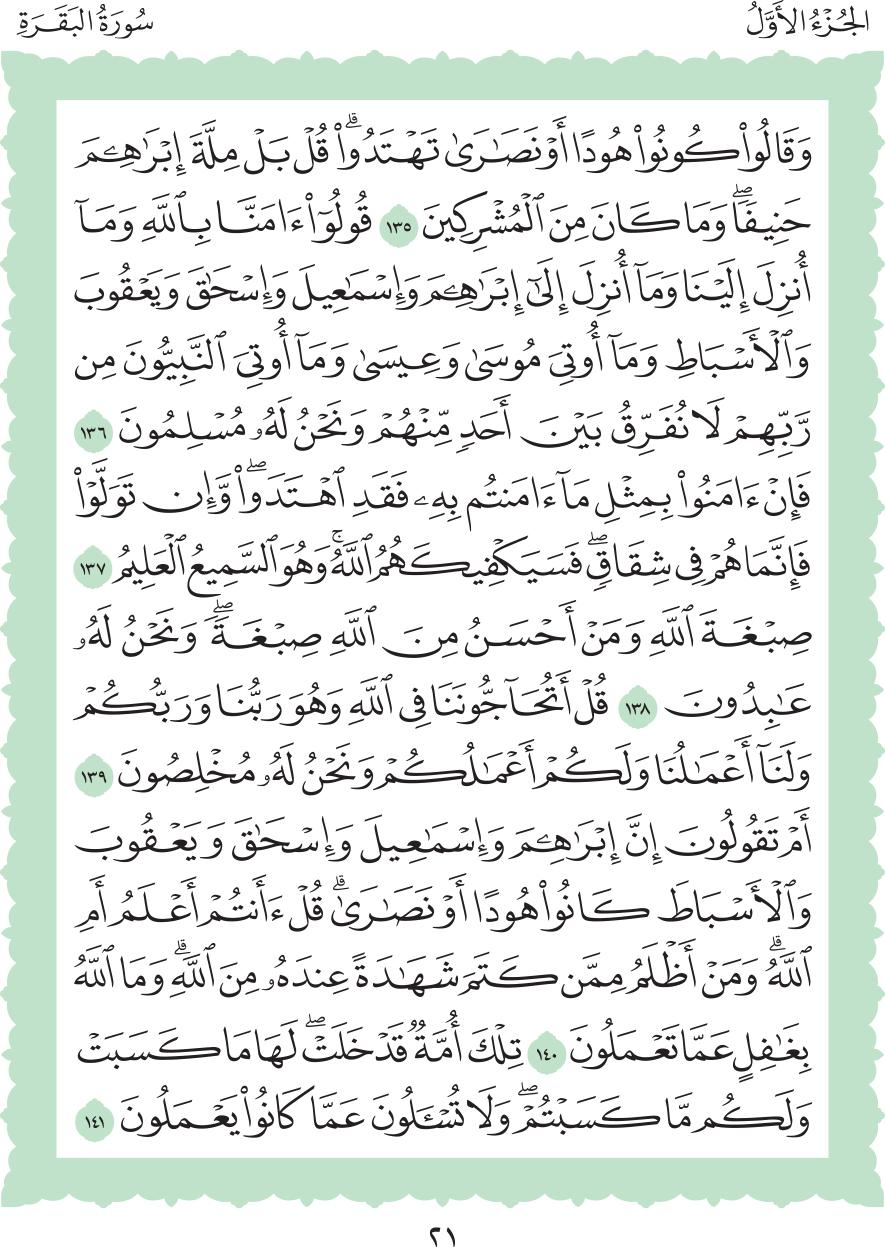 الجُزْءُ الأَوَّلُ
سُورَةُ البَقَرَةِ
وَقَالُوا۟ كُونُوا۟ هُودًا أَوْ نَصَـٰرَىٰ تَهْتَدُوا۟ ۗ قُلْ بَلْ مِلَّةَ إِبْرَٰهِـۧمَ
حَنِيفًا ۖ وَمَا كَانَ مِنَ ٱلْمُشْرِكِينَ ١٣٥ قُولُوٓا۟ ءَامَنَّا بِٱللَّهِ وَمَآ
أُنزِلَ إِلَيْنَا وَمَآ أُنزِلَ إِلَىٰٓ إِبْرَٰهِـۧمَ وَإِسْمَـٰعِيلَ وَإِسْحَـٰقَ وَيَعْقُوبَ
وَٱلْأَسْبَاطِ وَمَآ أُوتِىَ مُوسَىٰ وَعِيسَىٰ وَمَآ أُوتِىَ ٱلنَّبِيُّونَ مِن
رَّبِّهِمْ لَا نُفَرِّقُ بَيْنَ أَحَدٍ مِّنْهُمْ وَنَحْنُ لَهُۥ مُسْلِمُونَ ١٣٦
فَإِنْ ءَامَنُوا۟ بِمِثْلِ مَآ ءَامَنتُم بِهِۦ فَقَدِ ٱهْتَدَوا۟ ۖ وَّإِن تَوَلَّوْا۟
فَإِنَّمَا هُمْ فِى شِقَاقٍ ۖ فَسَيَكْفِيكَهُمُ ٱللَّهُ ۚ وَهُوَ ٱلسَّمِيعُ ٱلْعَلِيمُ ١٣٧
صِبْغَةَ ٱللَّهِ وَمَنْ أَحْسَنُ مِنَ ٱللَّهِ صِبْغَةً ۖ وَنَحْنُ لَهُۥ
عَـٰبِدُونَ ١٣٨ قُلْ أَتُحَآجُّونَنَا فِى ٱللَّهِ وَهُوَ رَبُّنَا وَرَبُّكُمْ
وَلَنَآ أَعْمَـٰلُنَا وَلَكُمْ أَعْمَـٰلُكُمْ وَنَحْنُ لَهُۥ مُخْلِصُونَ ١٣٩
أَمْ تَقُولُونَ إِنَّ إِبْرَٰهِـۧمَ وَإِسْمَـٰعِيلَ وَإِسْحَـٰقَ وَيَعْقُوبَ
وَٱلْأَسْبَاطَ كَانُوا۟ هُودًا أَوْ نَصَـٰرَىٰ ۗ قُلْ ءَأَنتُمْ أَعْلَمُ أَمِ
ٱللَّهُ ۗ وَمَنْ أَظْلَمُ مِمَّن كَتَمَ شَهَـٰدَةً عِندَهُۥ مِنَ ٱللَّهِ ۗ وَمَا ٱللَّهُ
بِغَـٰفِلٍ عَمَّا تَعْمَلُونَ ١٤٠ تِلْكَ أُمَّةٌ قَدْ خَلَتْ ۖ لَهَا مَا كَسَبَتْ
وَلَكُم مَّا كَسَبْتُمْ ۖ وَلَا تُسْـَٔلُونَ عَمَّا كَانُوا۟ يَعْمَلُونَ ١٤١
٢١